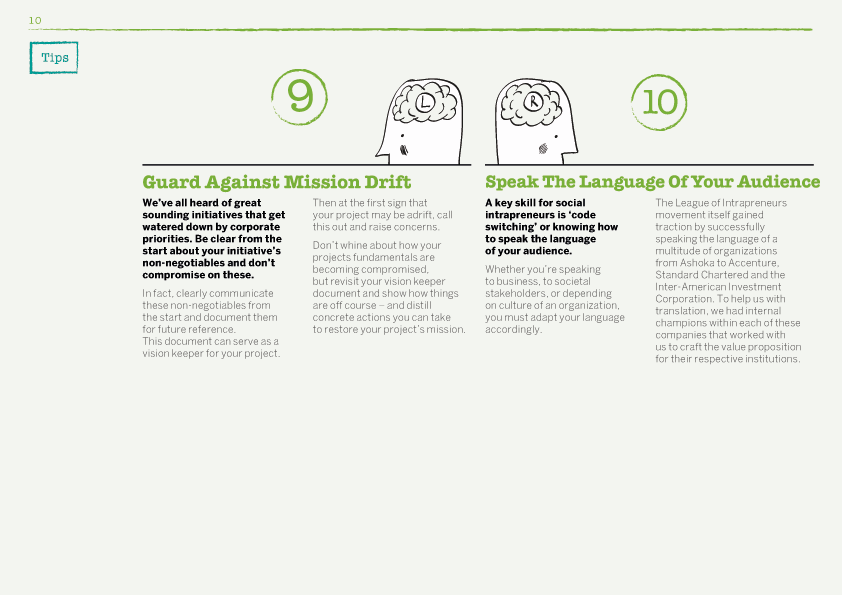 10
Tips
9
L
R
10
Guard Against Mission Drift
We've all heard of great
sounding initiatives that get
watered down by corporate
priorities. Be clear from the
start about your initiative's
non-negotiables and don't
compromise on these.
In fact, clearly communicate
these non-negotiables from
the start and document them
for future reference.
This document can serve as a
vision keeper for your project.
Then at the first sign that
your project may be adrift, call
this out and raise concerns.
Don't whine about how your
projects fundamentals are
becoming compromised,
but revisit your vision keeper
document and show how things
are off course – and distill
concrete actions you can take
to restore your project's mission.
Speak The Language Of Your Audience
A key skill for social
intrapreneurs is 'code
switching' or knowing how
to speak the language
of your audience.
Whether you're speaking
to business, to societal
stakeholders, or depending
on culture of an organization,
you must adapt your language
accordingly.
The League of Intrapreneurs
movement itself gained
traction by successfully
speaking the language of a
multitude of organizations
from Ashoka to Accenture,
Standard Chartered and the
Inter-American Investment
Corporation. To help us with
translation, we had internal
champions within each of these
companies that worked with
us to craft the value proposition
for their respective institutions.